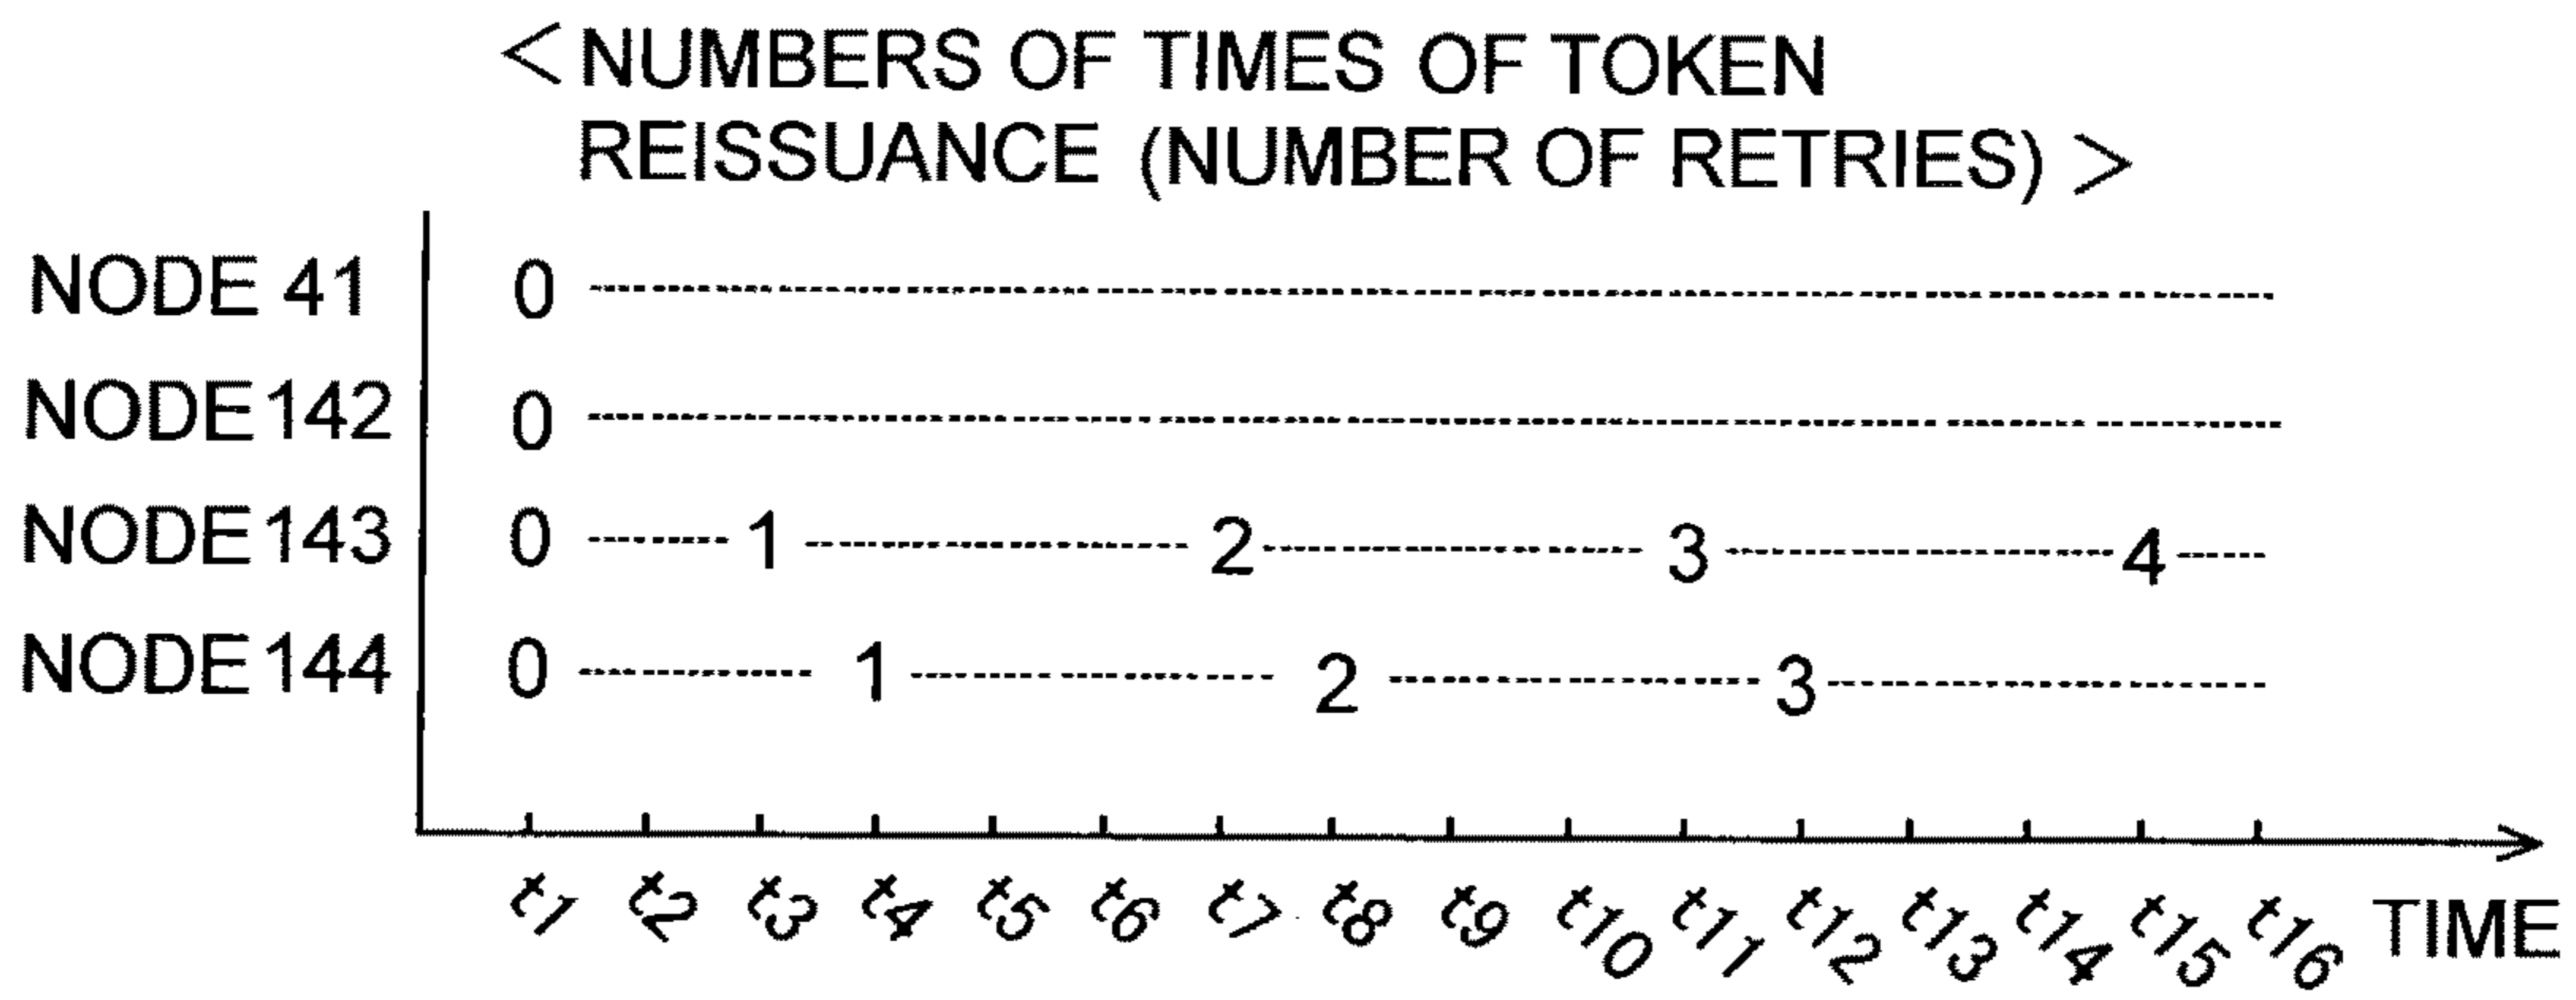 < NUMBERS OF TIMES OF TOKEN
REISSUANCE (NUMBER OF RETRIES) >
NODE 41 0
NODE 142 0
NODE 143 0 1 2 3 4
NODE 144 0 1 2 3
t1 t2 t3 t4 t5 t6 t7 t8 t9 t10 t11 t12 t13 t14 t15 t16 TIME